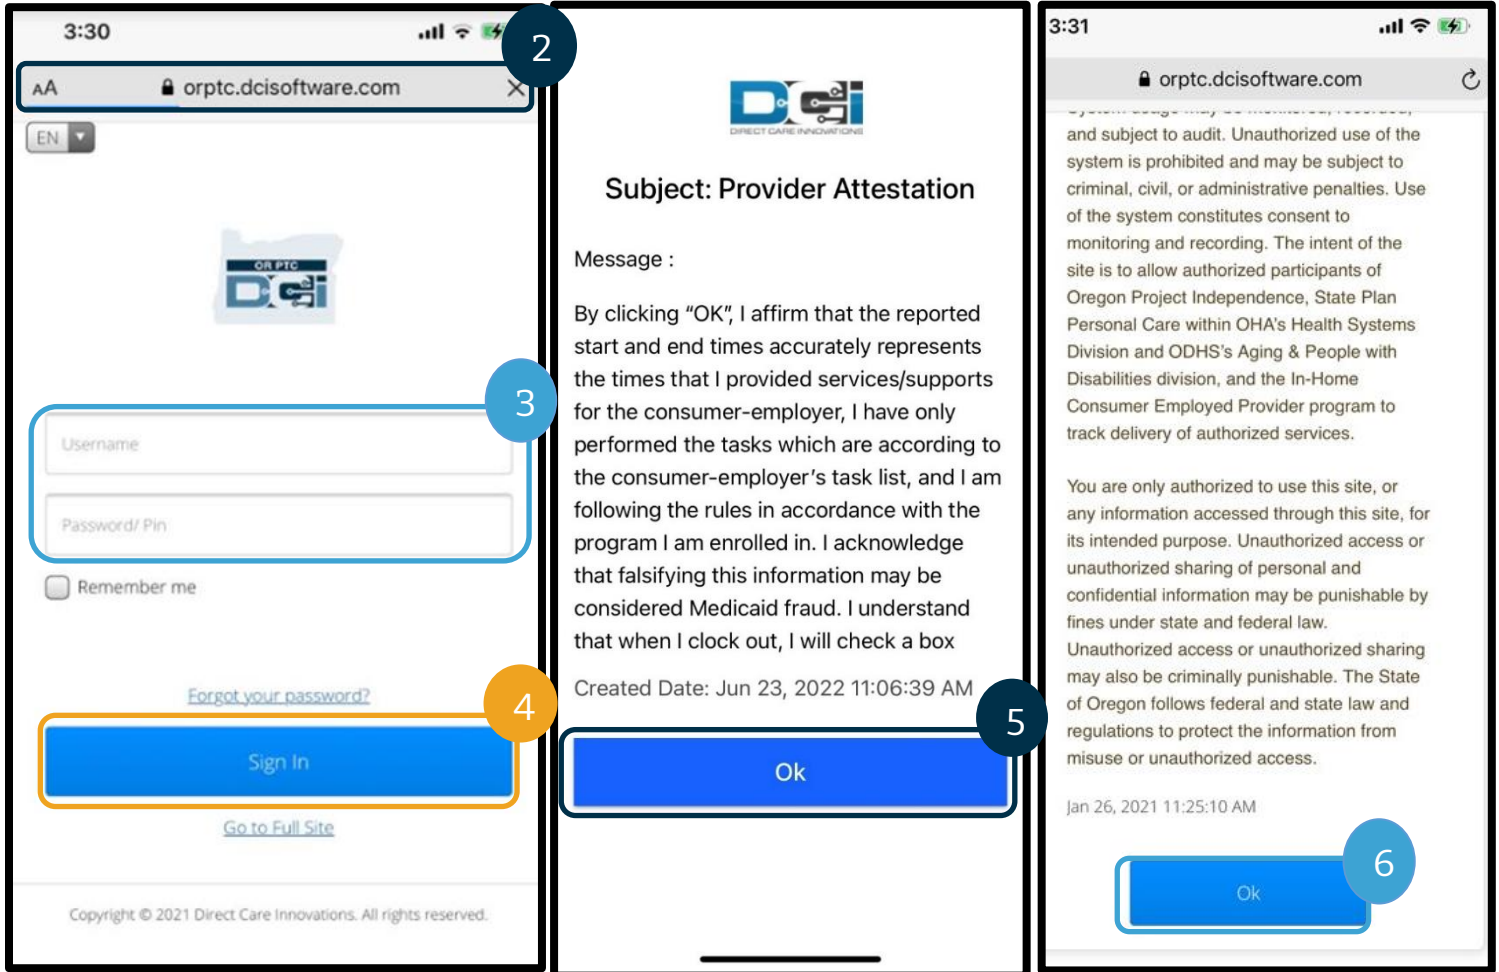 3:30
2
AA orptc.dcisoftware.com
EN
OR PTC
DCi
3
Username
Password/ Pin
Remember me
Forgot your password?
4
Sign In
Go to Full Site
Copyright © 2021 Direct Care Innovations. All rights reserved.
DCi
DIRECT CARE INNOVATIONS
Subject: Provider Attestation
Message :
By clicking “OK”, I affirm that the reported
start and end times accurately represents
the times that I provided services/supports
for the consumer-employer, I have only
performed the tasks which are according to
the consumer-employer’s task list, and I am
following the rules in accordance with the
program I am enrolled in. I acknowledge
that falsifying this information may be
considered Medicaid fraud. I understand
that when I clock out, I will check a box
Created Date: Jun 23, 2022 11:06:39 AM
5
Ok
3:31
orptc.dcisoftware.com
System usage may be monitored, recorded,
and subject to audit. Unauthorized use of the
system is prohibited and may be subject to
criminal, civil, or administrative penalties. Use
of the system constitutes consent to
monitoring and recording. The intent of the
site is to allow authorized participants of
Oregon Project Independence, State Plan
Personal Care within OHA's Health Systems
Division and ODHS's Aging & People with
Disabilities division, and the In-Home
Consumer Employed Provider program to
track delivery of authorized services.
You are only authorized to use this site, or
any information accessed through this site, for
its intended purpose. Unauthorized access or
unauthorized sharing of personal and
confidential information may be punishable by
fines under state and federal law.
Unauthorized access or unauthorized sharing
may also be criminally punishable. The State
of Oregon follows federal and state law and
regulations to protect the information from
misuse or unauthorized access.
Jan 26, 2021 11:25:10 AM
6
Ok